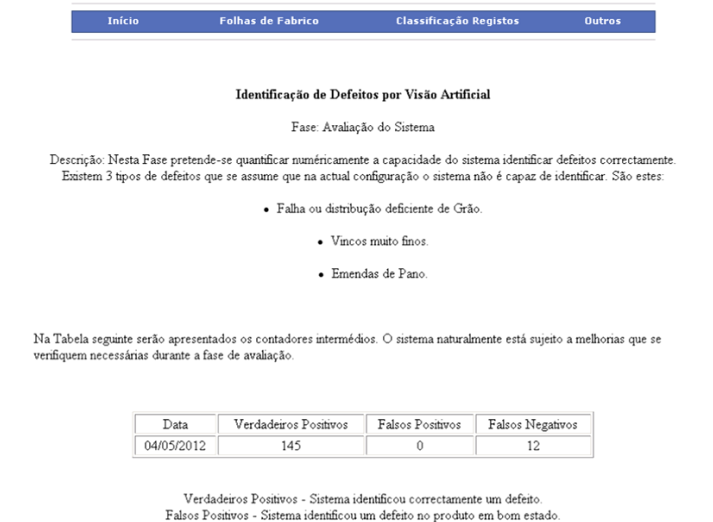 Início Folhas de Fabrico Classificação Registos Outros
Identificação de Defeitos por Visão Artificial
Fase: Avaliação do Sistema
Descrição: Nesta Fase pretende-se quantificar numéricamente a capacidade do sistema identificar defeitos correctamente.
Existem 3 tipos de defeitos que se assume que na actual configuração o sistema não é capaz de identificar. São estes:
• Falha ou distribução deficiente de Grão.
• Vincos muito finos.
• Emendas de Pano.
Na Tabela seguinte serão apresentados os contadores intermédios. O sistema naturalmente está sujeito a melhorias que se
verifiquem necessárias durante a fase de avaliação.
Data Verdadeiros Positivos Falsos Positivos Falsos Negativos
04/05/2012 145 0 12
Verdadeiros Positivos - Sistema identificou correctamente um defeito.
Falsos Positivos - Sistema identificou um defeito no produto em bom estado.